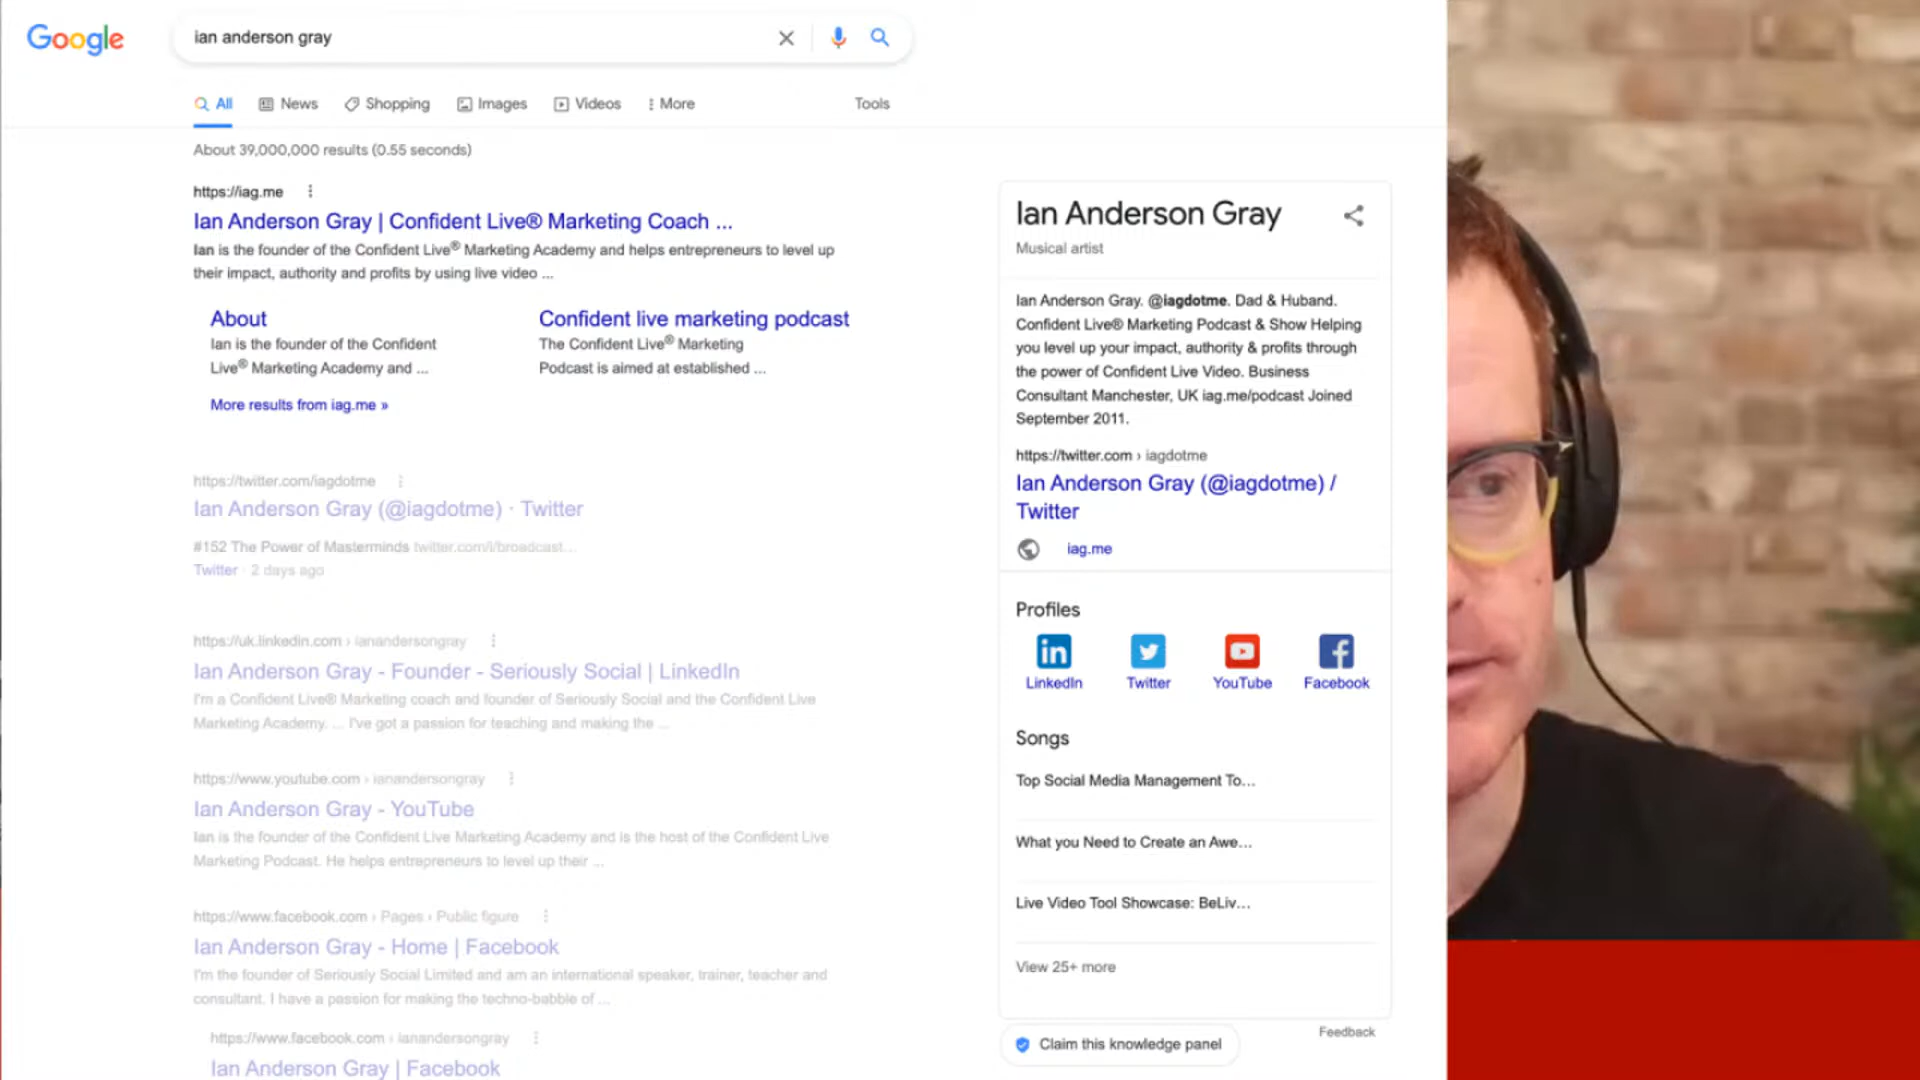 Google
ian anderson gray
All
News
Shopping
Images
Videos
More
Tools
About 39,000,000 results (0.55 seconds)
https://iag.me
Ian Anderson Gray | Confident Live® Marketing Coach ...
Ian is the founder of the Confident Live® Marketing Academy and helps entrepreneurs to level up
their impact, authority and profits by using live video ...
About
Ian is the founder of the Confident
Live® Marketing Academy and ...
Confident live marketing podcast
The Confident Live® Marketing
Podcast is aimed at established ...
More results from iag.me »
https://twitter.com/iagdotme
Ian Anderson Gray (@iagdotme) · Twitter
#152 The Power of Masterminds twitter.com/i/broadcast...
Twitter · 2 days ago
https://uk.linkedin.com › ianandersongray
Ian Anderson Gray - Founder - Seriously Social | LinkedIn
I'm a Confident Live® Marketing coach and founder of Seriously Social and the Confident Live
Marketing Academy. ... I've got a passion for teaching and making the ...
https://www.youtube.com › ianandersongray
Ian Anderson Gray - YouTube
Ian is the founder of the Confident Live Marketing Academy and is the host of the Confident Live
Marketing Podcast. He helps entrepreneurs to level up their ...
https://www.facebook.com › Pages › Public figure
Ian Anderson Gray - Home | Facebook
I'm the founder of Seriously Social Limited and am an international speaker, trainer, teacher and
consultant. I have a passion for making the techno-babble of ...
https://www.facebook.com › ianandersongray
Ian Anderson Gray | Facebook
Ian Anderson Gray
Musical artist
Ian Anderson Gray. @iagdotme. Dad & Huband.
Confident Live® Marketing Podcast & Show Helping
you level up your impact, authority & profits through
the power of Confident Live Video. Business
Consultant Manchester, UK iag.me/podcast Joined
September 2011.
https://twitter.com › iagdotme
Ian Anderson Gray (@iagdotme) /
Twitter
iag.me
Profiles
LinkedIn
Twitter
YouTube
Facebook
Songs
Top Social Media Management To...
What you Need to Create an Awe...
Live Video Tool Showcase: BeLiv...
View 25+ more
Feedback
Claim this knowledge panel